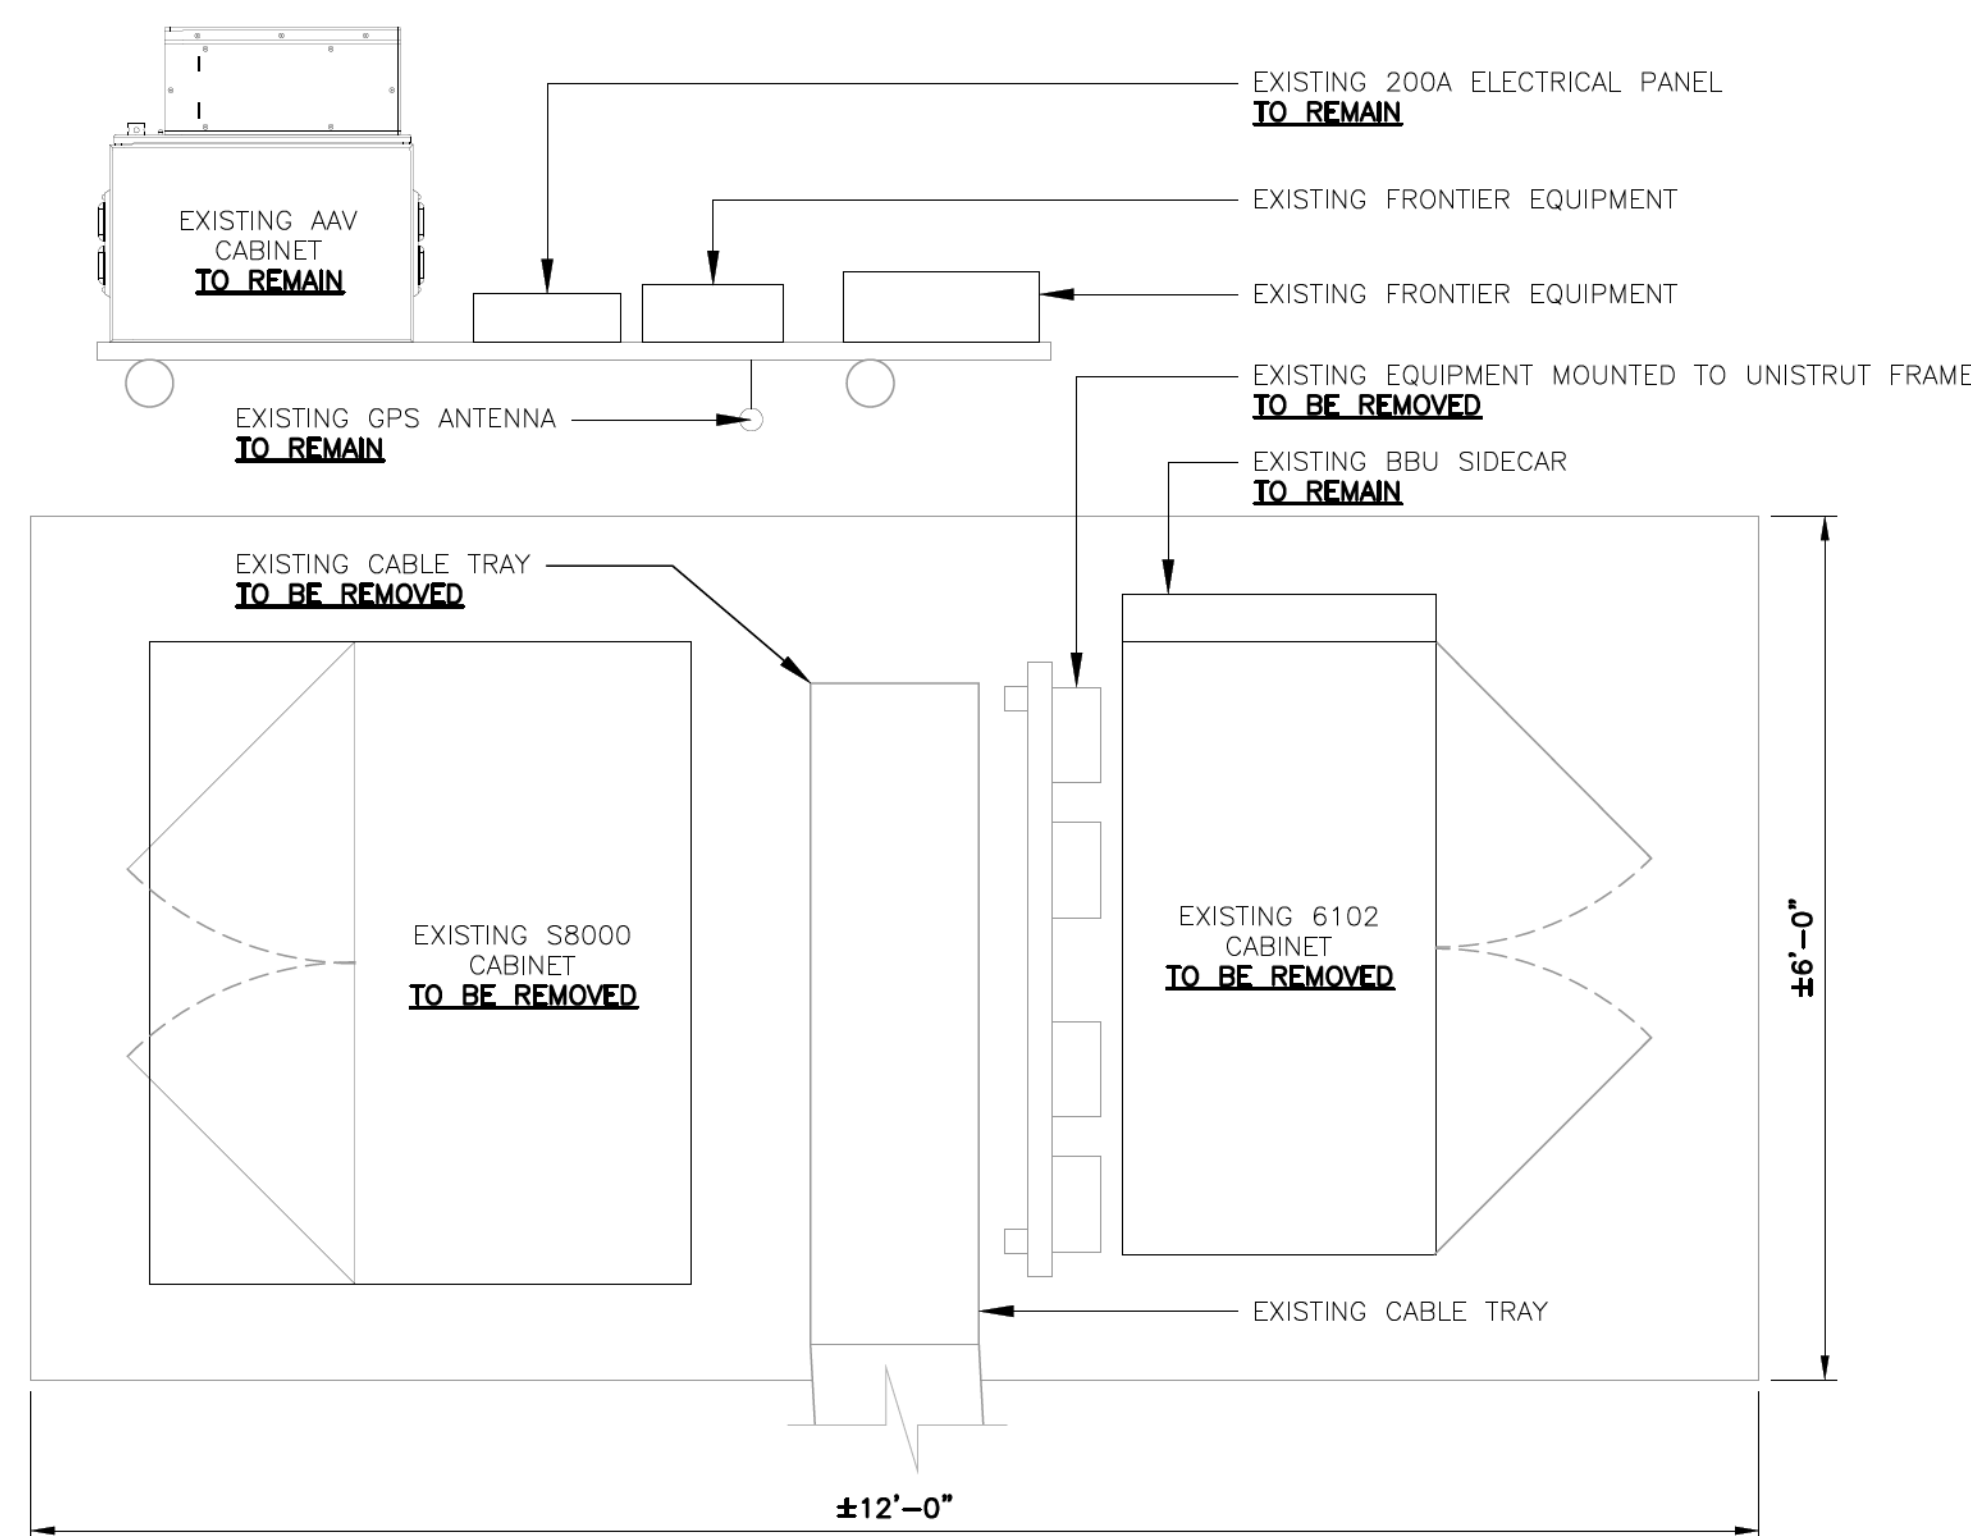 EXISTING 200A ELECTRICAL PANEL
TO REMAIN
EXISTING FRONTIER EQUIPMENT
EXISTING AAV
CABINET
TO REMAIN
EXISTING FRONTIER EQUIPMENT
EXISTING EQUIPMENT MOUNTED TO UNISTRUT FRAME
TO BE REMOVED
EXISTING GPS ANTENNA
TO REMAIN
EXISTING BBU SIDECAR
TO REMAIN
EXISTING CABLE TRAY
TO BE REMOVED
EXISTING S8000
CABINET
TO BE REMOVED
EXISTING 6102
CABINET
TO BE REMOVED
±6'-0"
EXISTING CABLE TRAY
±12'-0"